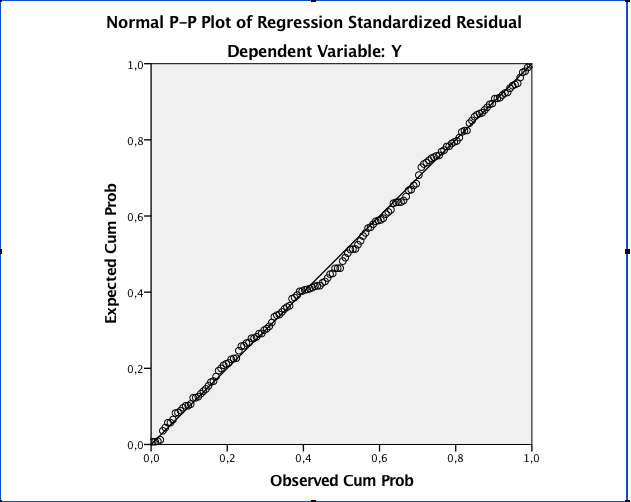 Normal P-P Plot of Regression Standardized Residual
Dependent Variable: Y
1,0
0,8
0,6
0,4
0,2
0,0
Expected Cum Prob
0,0 0,2 0,4 0,6 0,8 1,0
Observed Cum Prob